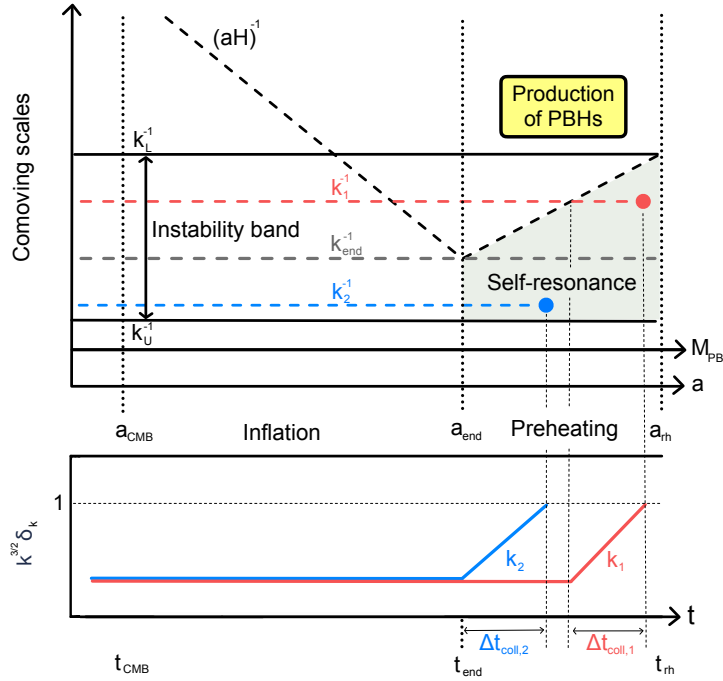 (aH)⁻¹
Production
of PBHs
Comoving scales
k_L⁻¹
k_1⁻¹
Instability band
k_end⁻¹
Self-resonance
k_2⁻¹
k_U⁻¹
M_PB
a
a_CMB
Inflation
a_end
Preheating
a_rh
1
k^3/2 δ_k
k_2
k_1
t
Δt_coll,2
Δt_coll,1
t_CMB
t_end
t_rh